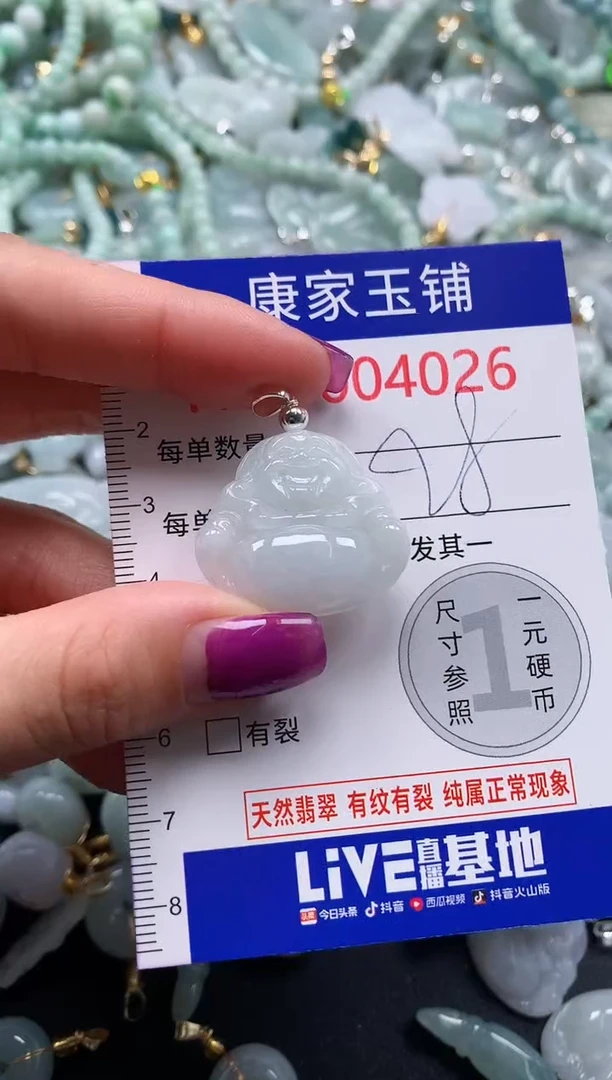 康家玉铺
004026
2
每单数量
98
3
每单
发其一
4
尺寸参照
1
一元硬币
6
有裂
天然翡翠 有纹有裂 纯属正常现象
7
LiVE直播基地
8
头条 今日头条 抖音 西瓜视频 抖音火山版